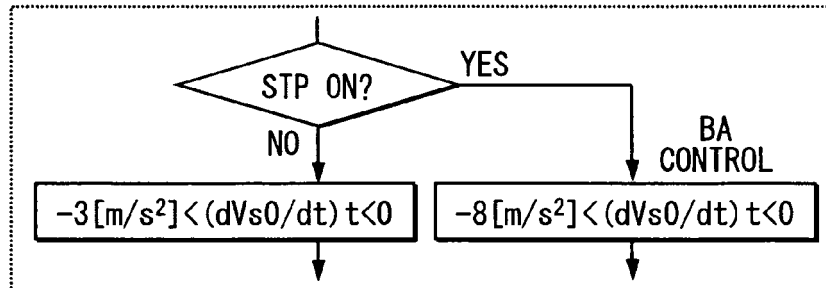 STP ON?
YES
NO
BA
CONTROL
-3[m/s²]<(dVs0/dt)t<0
-8[m/s²]<(dVs0/dt)t<0